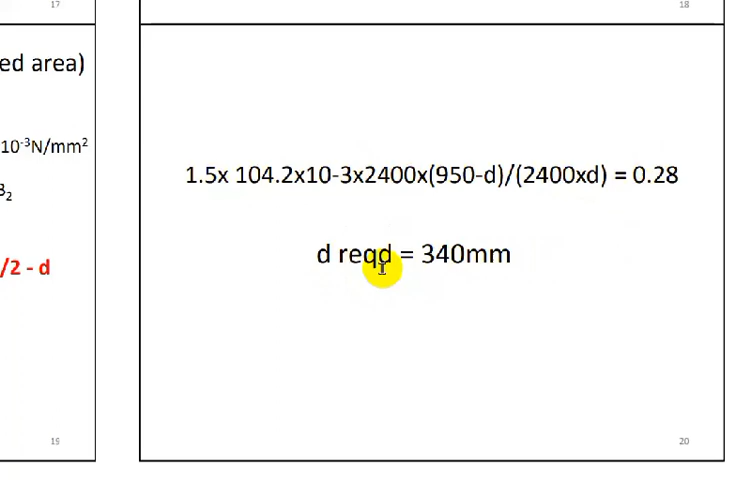 17
18
ed area)
10⁻³N/mm²
₂
/2 - d
19
1.5x 104.2x10-3x2400x(950-d)/(2400xd) = 0.28
d reqd = 340mm
20